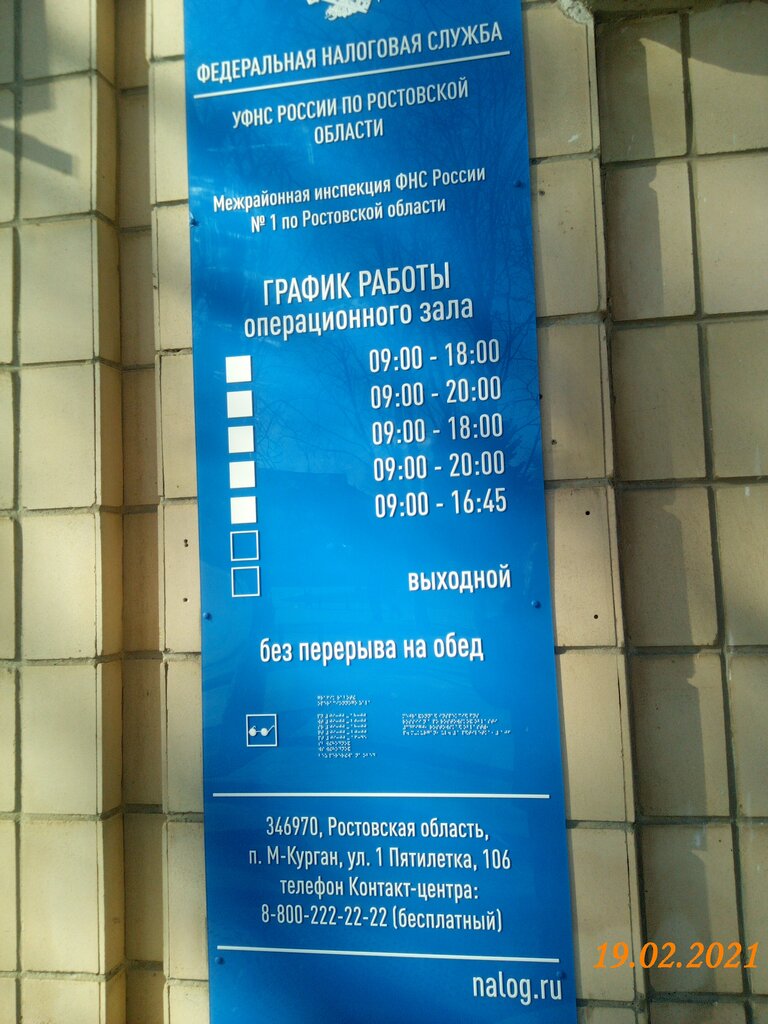 ФЕДЕРАЛЬНАЯ НАЛОГОВАЯ СЛУЖБА
УФНС РОССИИ ПО РОСТОВСКОЙ
ОБЛАСТИ
Межрайонная инспекция ФНС России
№ 1 по Ростовской области
ГРАФИК РАБОТЫ
операционного зала
09:00 - 18:00
09:00 - 20:00
09:00 - 18:00
09:00 - 20:00
09:00 - 16:45
выходной
без перерыва на обед
346970, Ростовская область,
п. М-Курган, ул. 1 Пятилетка, 106
телефон Контакт-центра:
8-800-222-22-22 (бесплатный)
nalog.ru
19.02.2021